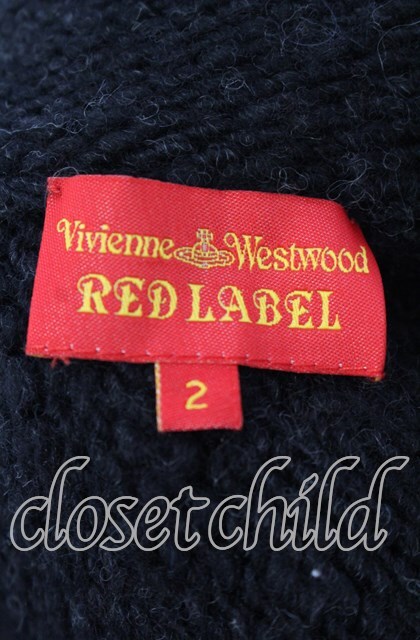 Vivienne Westwood
RED LABEL
2
closet child